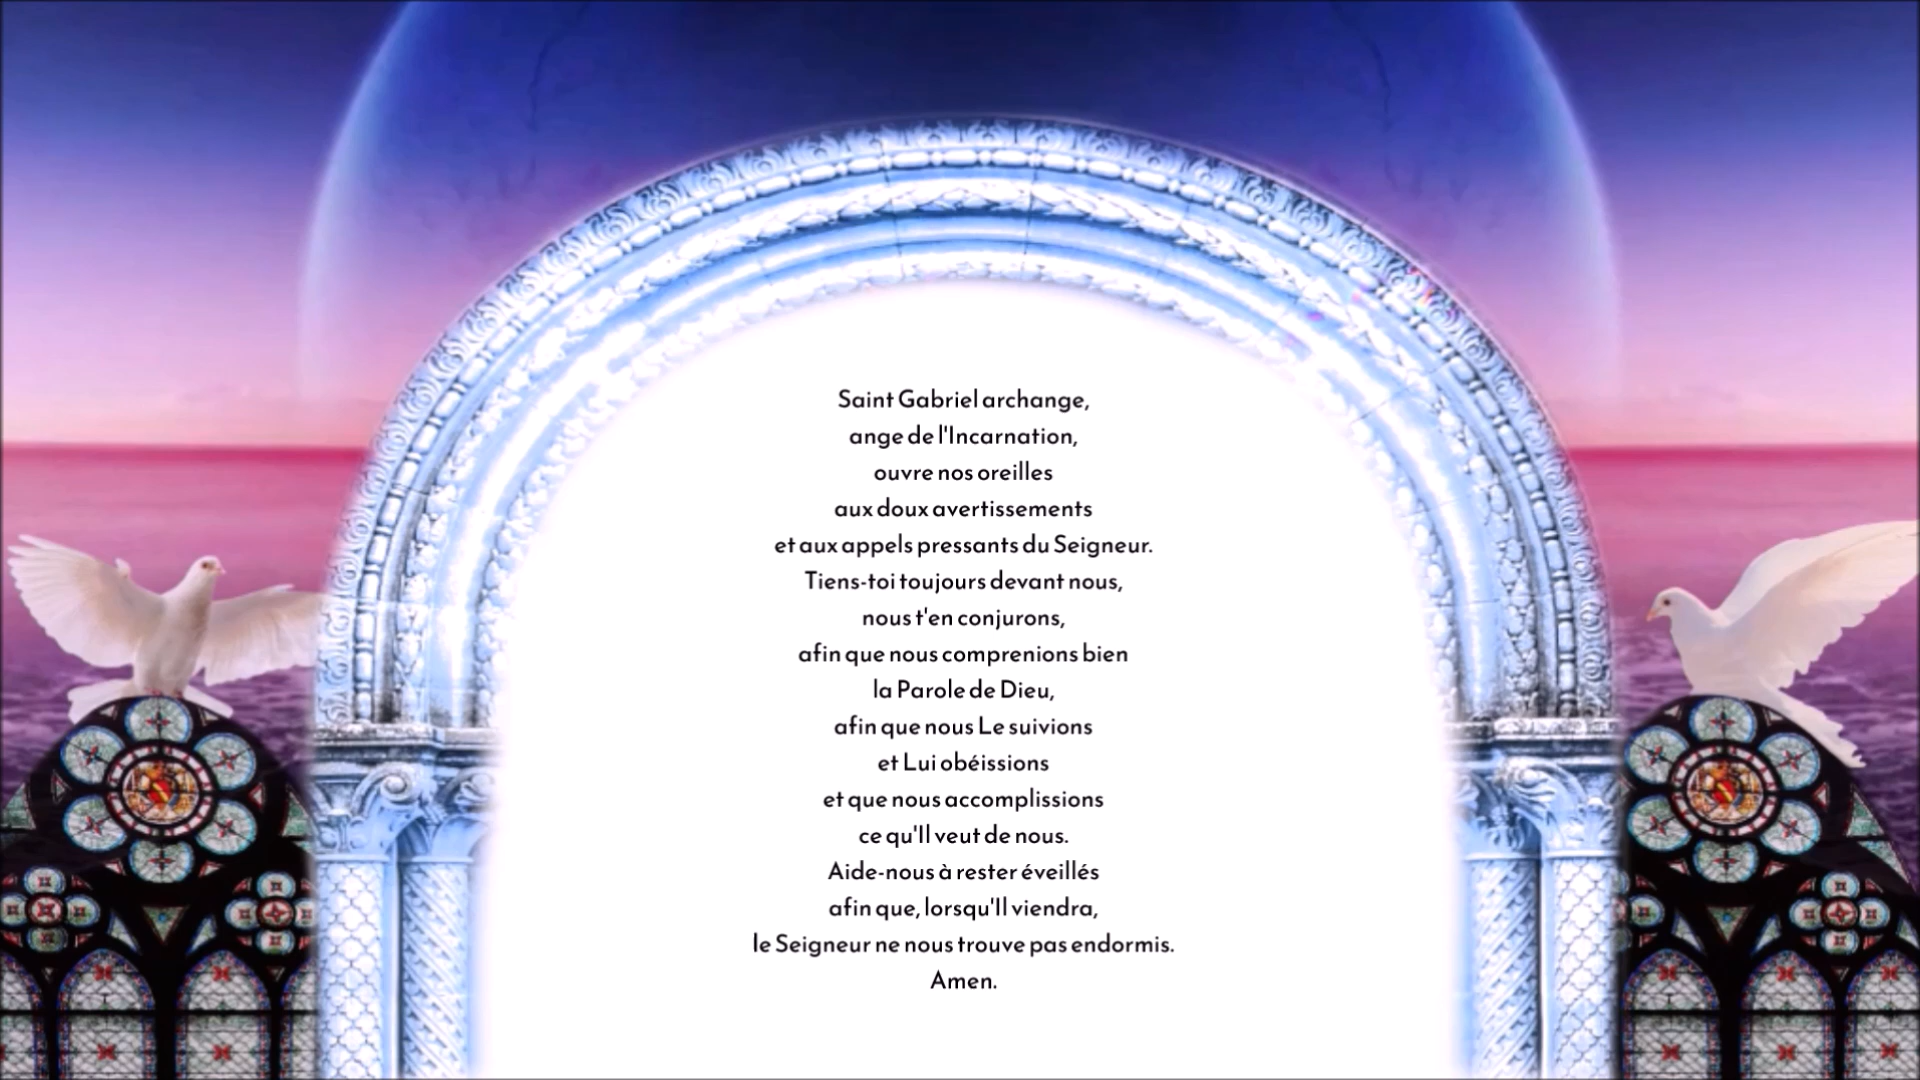 Saint Gabriel archange,
ange de l'Incarnation,
ouvre nos oreilles
aux doux avertissements
et aux appels pressants du Seigneur.
Tiens-toi toujours devant nous,
nous t'en conjurons,
afin que nous comprenions bien
la Parole de Dieu,
afin que nous Le suivions
et Lui obéissions
et que nous accomplissions
ce qu'Il veut de nous.
Aide-nous à rester éveillés
afin que, lorsqu'Il viendra,
le Seigneur ne nous trouve pas endormis.
Amen.